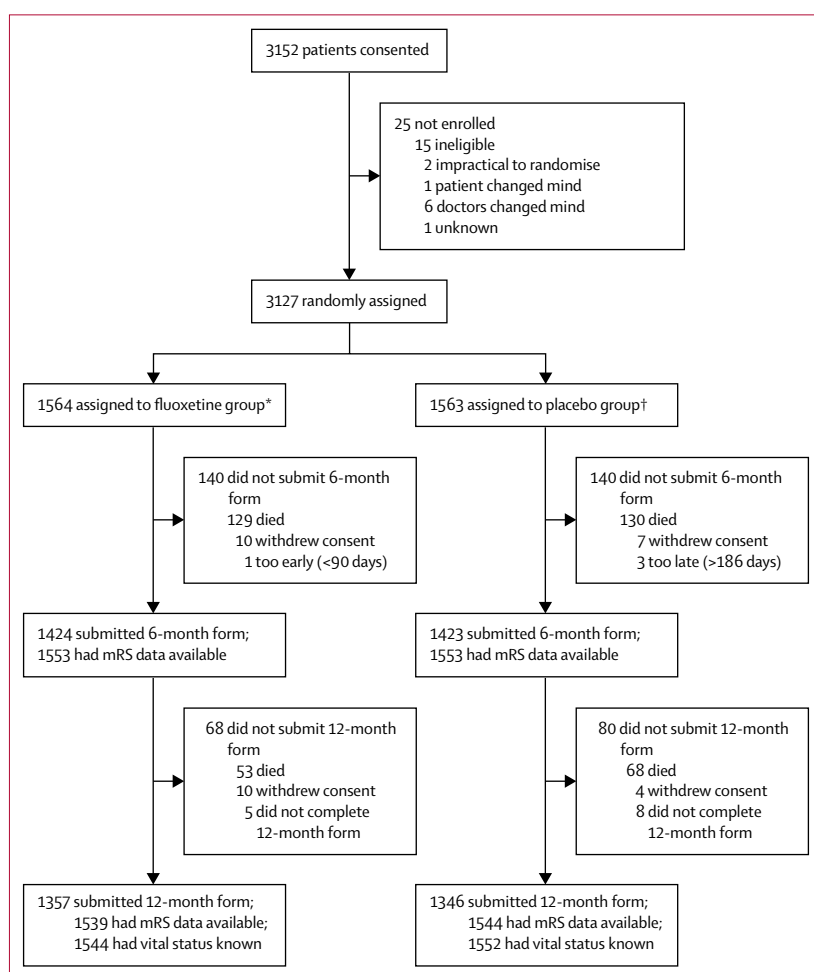 3152 patients consented
25 not enrolled
15 ineligible
2 impractical to randomise
1 patient changed mind
6 doctors changed mind
1 unknown
3127 randomly assigned
1564 assigned to fluoxetine group*
1563 assigned to placebo group†
140 did not submit 6-month
form
129 died
10 withdrew consent
1 too early (<90 days)
140 did not submit 6-month
form
130 died
7 withdrew consent
3 too late (>186 days)
1424 submitted 6-month form;
1553 had mRS data available
1423 submitted 6-month form;
1553 had mRS data available
68 did not submit 12-month
form
53 died
10 withdrew consent
5 did not complete
12-month form
80 did not submit 12-month
form
68 died
4 withdrew consent
8 did not complete
12-month form
1357 submitted 12-month form;
1539 had mRS data available;
1544 had vital status known
1346 submitted 12-month form;
1544 had mRS data available;
1552 had vital status known